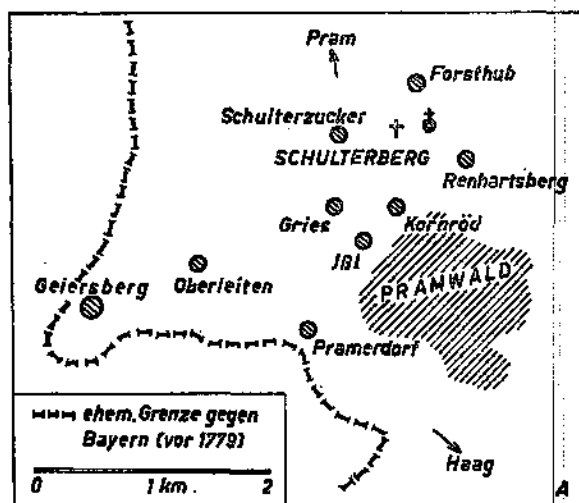 Pram
Forsthub
Schulterzucker
SCHULTERBERG
Renhartsberg
Gries
Kornröd
Jßl
PRAMWALD
Oberleiten
Geiersberg
Pramerdorf
ehem. Grenze gegen
Bayern (vor 1779)
0 1 km 2
Haag
A